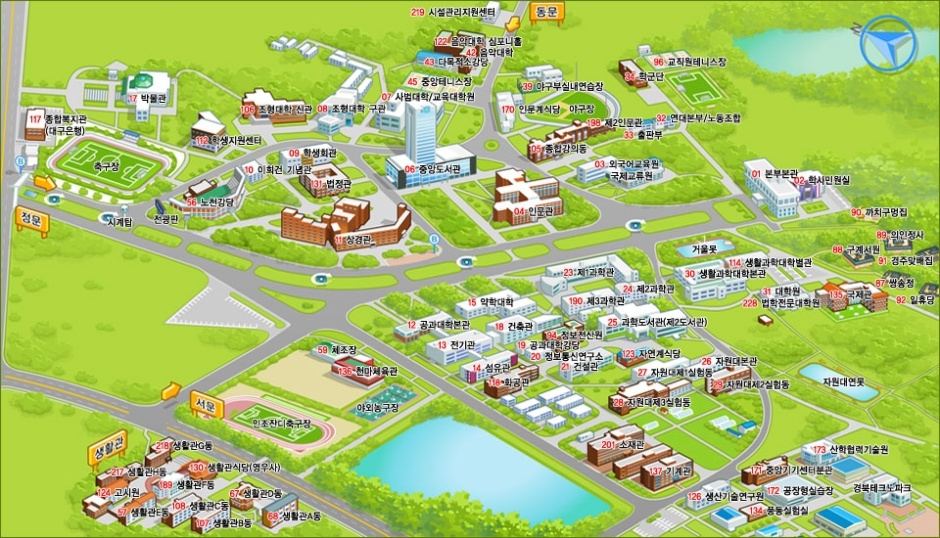 219 시설관리지원센터
동문
122 음악대학 심포니홀
42 음악대학
43 다목적소강당
N
96 교직원테니스장
34 학군단
45 중앙테니스장
39 야구부실내연습장
17 박물관
07 사범대학/교육대학원
106 조형대학 신관
08 조형대학 구관
170 인문계식당
야구장
117 종합복지관
(대구은행)
198 제2인문관
32 연대본부/노동조합
33 출판부
112 학생지원센터
05 종합강의동
09 학생회관
B
축구장
10 이희건 기념관
06 중앙도서관
03 외국어교육원
국제교류원
01 본부본관
02 학사민원실
131 법정관
56 노천강당
정문
시계탑
전광판
04 인문관
90 까치구멍집
11 상경관
B
거울못
89 의인정사
88 구계서원
91 경주맞배집
114 생활과학대학별관
23 제1과학관
30 생활과학대학본관
24 제2과학관
87 쌍송정
31 대학원
135 국제관
92 일휴당
228 법학전문대학원
15 약학대학
190 제3과학관
12 공과대학본관
18 건축관
25 과학도서관(제2도서관)
94 정보전산원
13 전기관
19 공과대학강당
59 체조장
20 정보통신연구소
123 자연계식당
26 자원대본관
136 천마체육관
14 섬유관
21 건설관
27 자원대제1실험동
118 화공관
29 자원대제2실험동
자원대연못
28 자원대제3실험동
서문
야외농구장
인조잔디축구장
생활관
218 생활관G동
201 소재관
173 산학협력기술원
217 생활관H동
130 생활관식당(영우사)
137 기계관
171 중앙기기센터분관
124 고시원
189 생활관F동
67 생활관D동
126 생산기술연구원
172 공장형실습장
경북테크노파크
57 생활관E동
108 생활관C동
107 생활관B동
68 생활관A동
134 풍동실험실